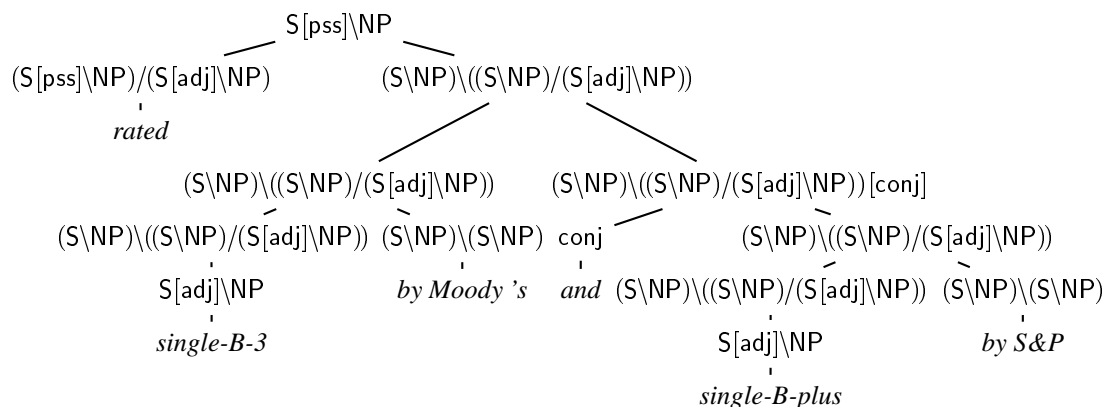 S[pss]\NP
(S[pss]\NP)/(S[adj]\NP) (S\NP)\((S\NP)/(S[adj]\NP))
rated
(S\NP)\((S\NP)/(S[adj]\NP)) (S\NP)\((S\NP)/(S[adj]\NP))[conj]
(S\NP)\((S\NP)/(S[adj]\NP)) (S\NP)\(S\NP) conj (S\NP)\((S\NP)/(S[adj]\NP))
S[adj]\NP by Moody 's and (S\NP)\((S\NP)/(S[adj]\NP)) (S\NP)\(S\NP)
single-B-3 S[adj]\NP by S&P
single-B-plus